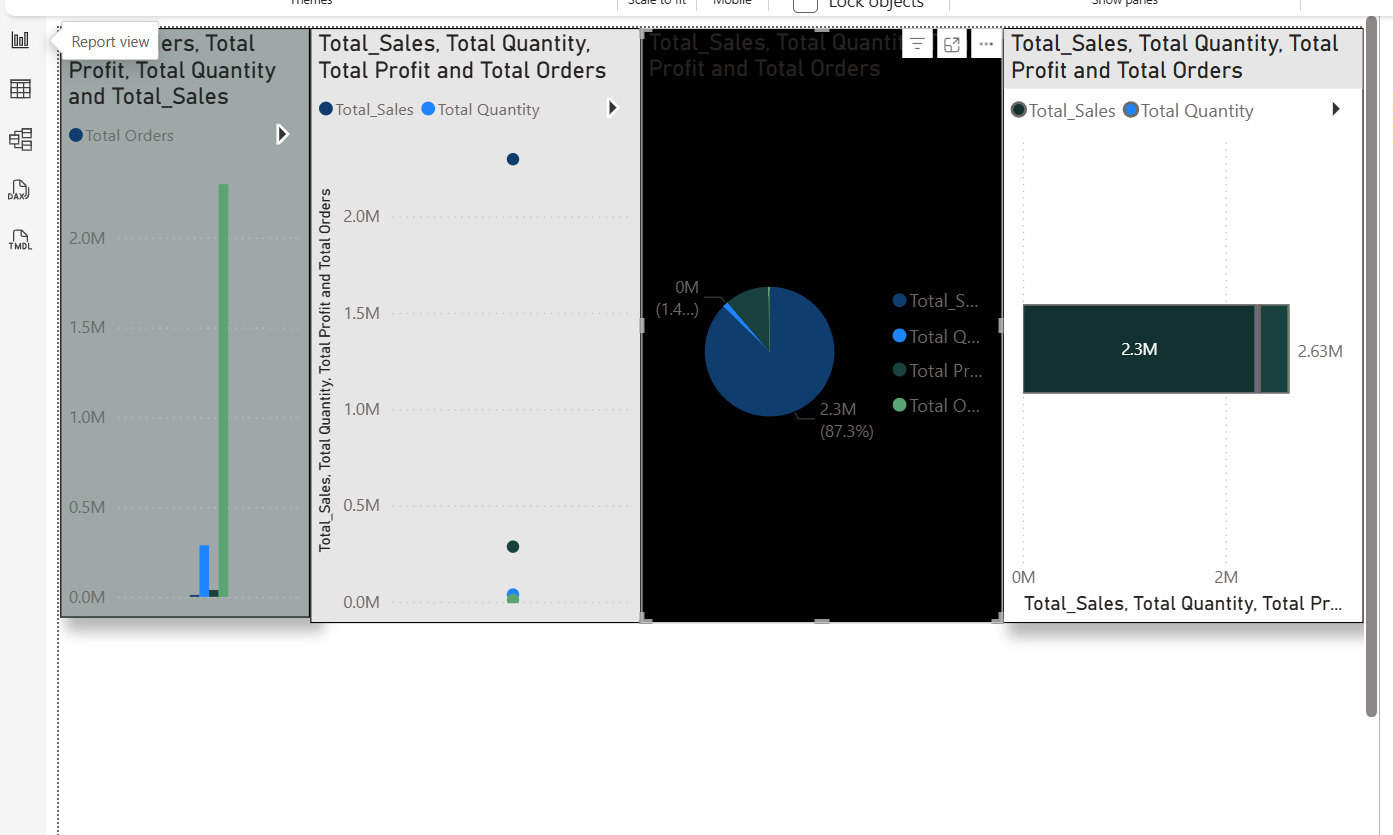 Themes
Scale to fit
Mobile
Lock objects
Show panes
Report view
DAX
TMDL
ers, Total
Profit, Total Quantity
and Total_Sales
Total Orders
2.0M
1.5M
1.0M
0.5M
0.0M
Total_Sales, Total Quantity,
Total Profit and Total Orders
Total_Sales Total Quantity
Total_Sales, Total Quantity, Total Profit and Total Orders
2.0M
1.5M
1.0M
0.5M
0.0M
Total_Sales, Total Quantit
Profit and Total Orders
0M
(1.4...)
2.3M
(87.3%)
Total_S...
Total Q...
Total Pr...
Total O...
Total_Sales, Total Quantity, Total
Profit and Total Orders
Total_Sales Total Quantity
2.3M
2.63M
0M 2M
Total_Sales, Total Quantity, Total Pr...